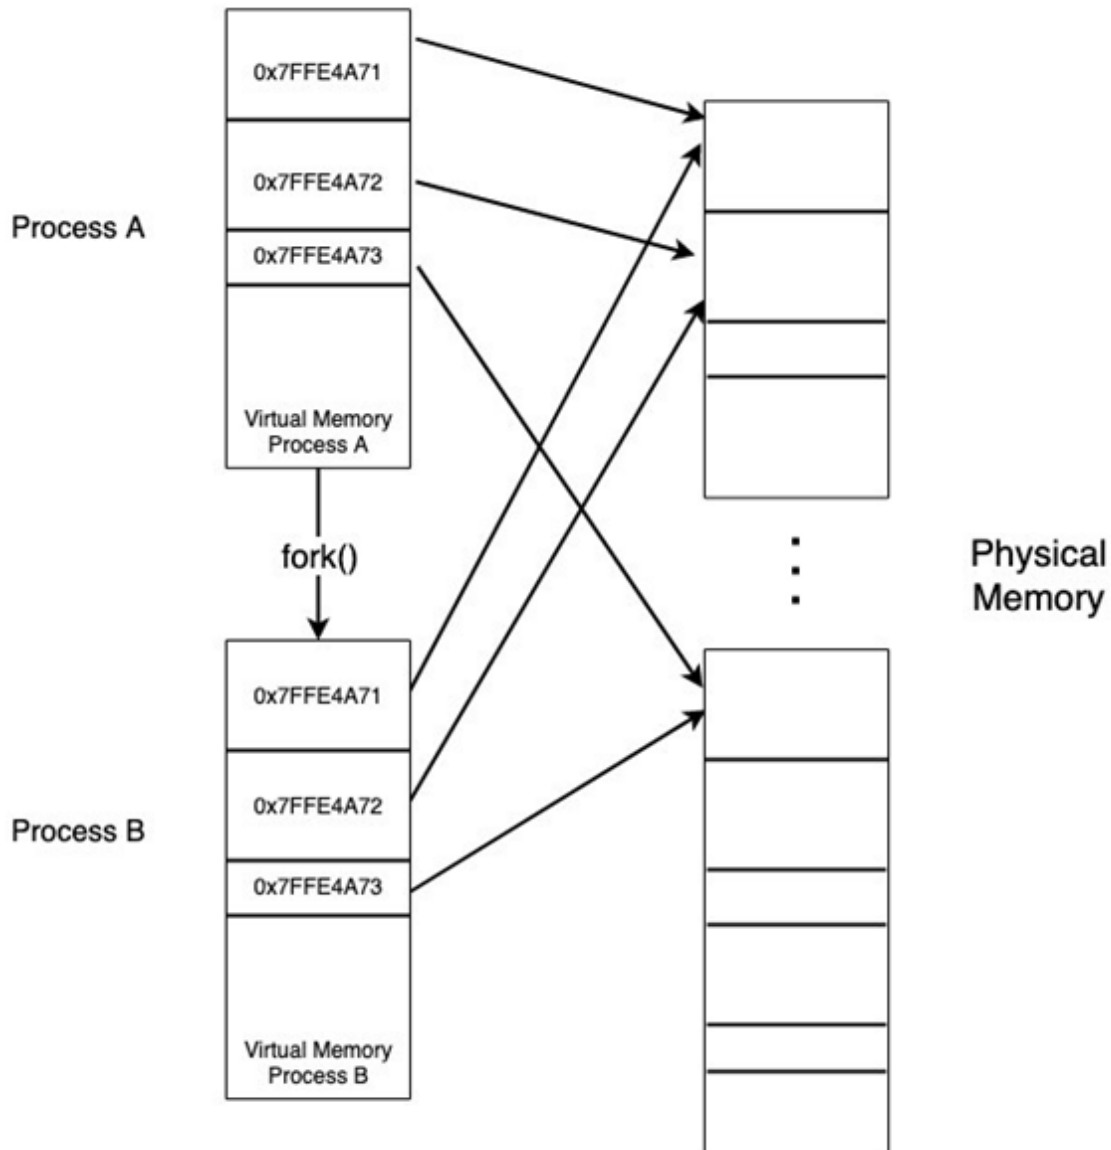 0x7FFE4A71
0x7FFE4A72
Process A
0x7FFE4A73
Virtual Memory
Process A
fork()
Physical
Memory
0x7FFE4A71
0x7FFE4A72
Process B
0x7FFE4A73
Virtual Memory
Process B